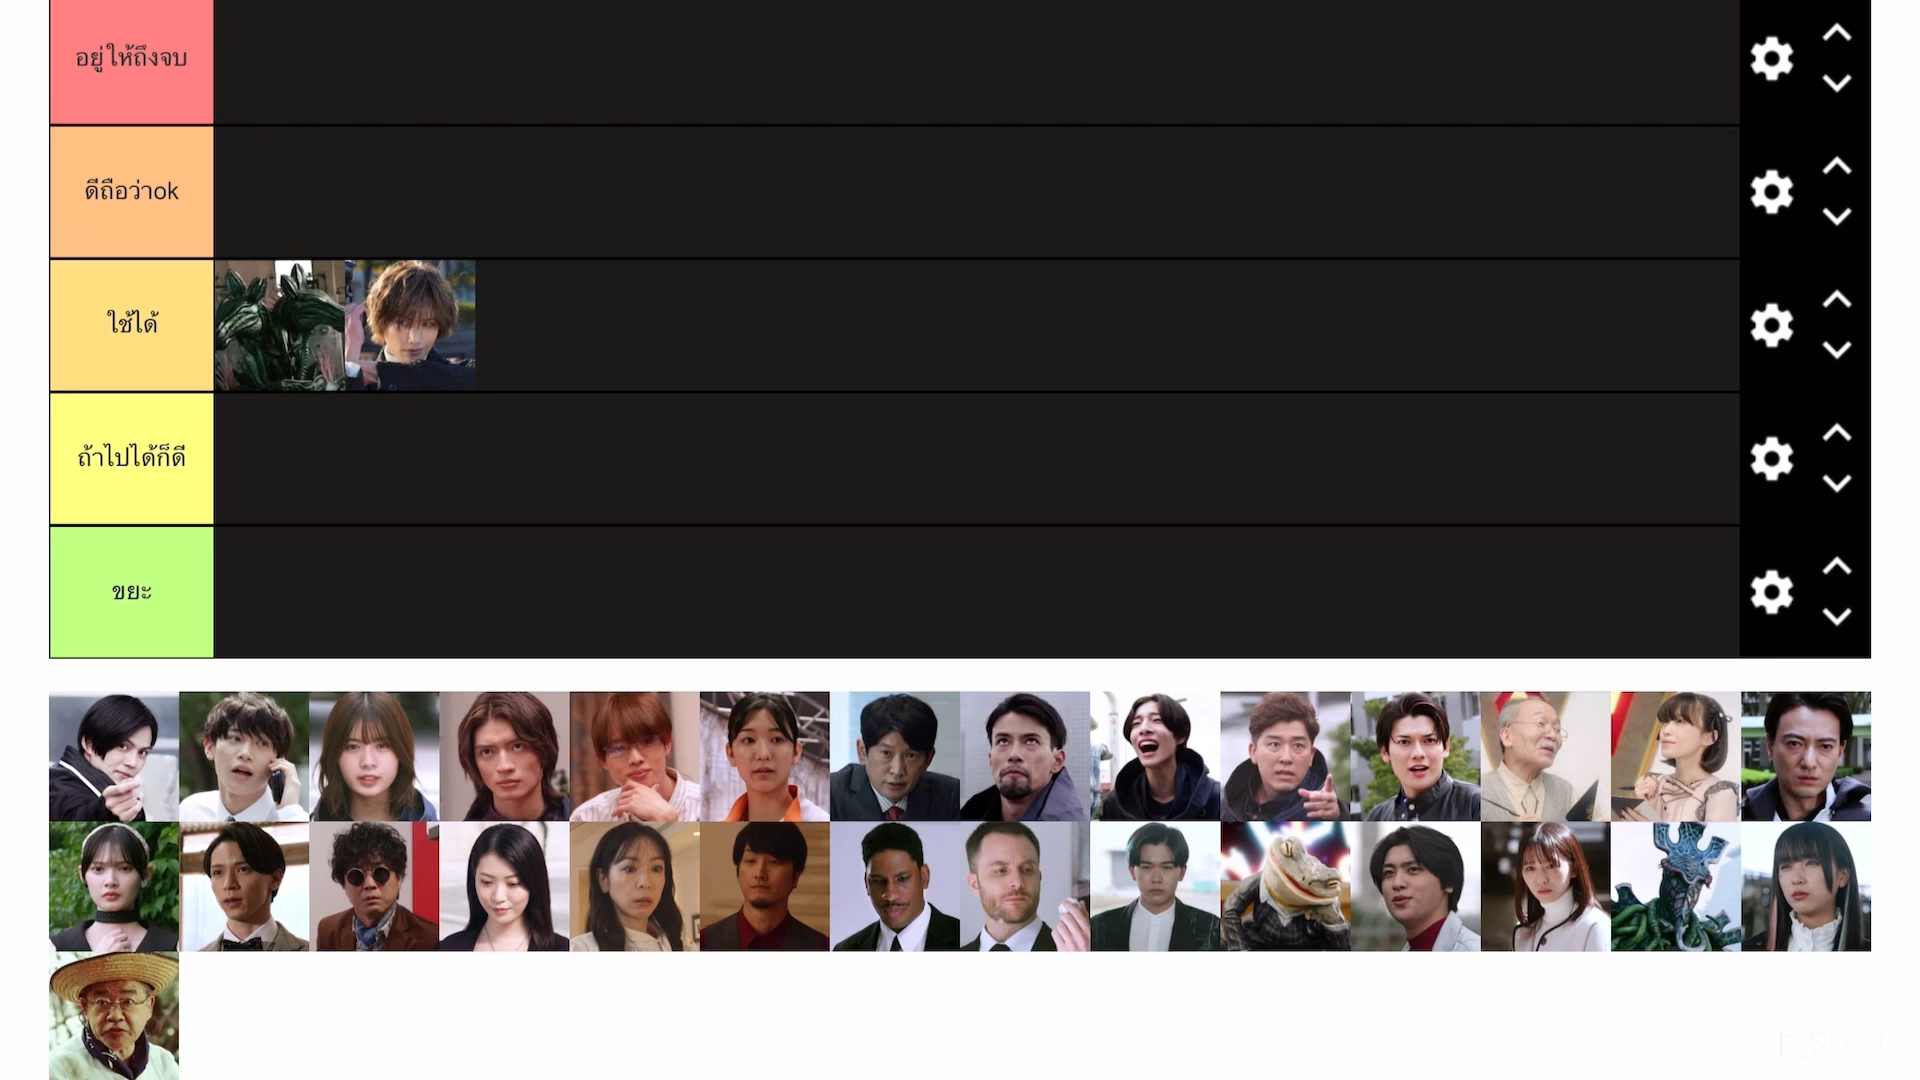 อยู่ให้ถึงจบ
ดีถือว่าok
ใช้ได้
ถ้าไปได้ก็ดี
ขยะ